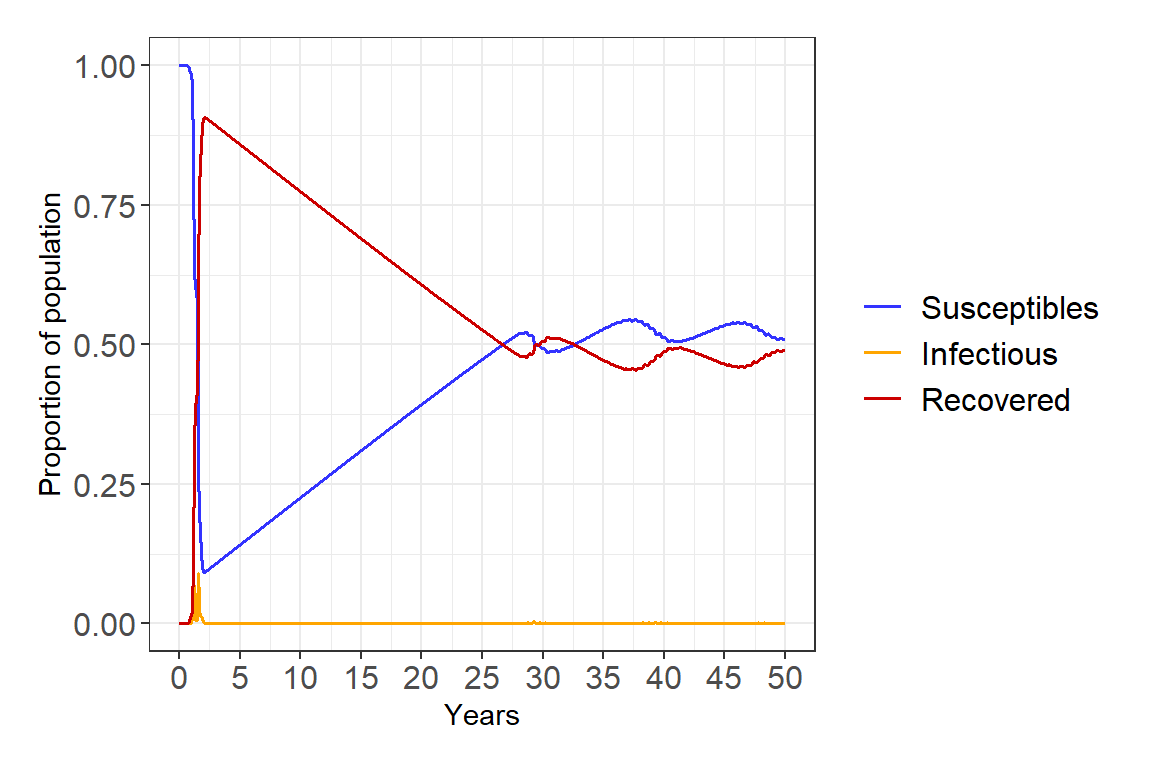 Proportion of population
1.00
0.75
0.50
0.25
0.00
0 5 10 15 20 25 30 35 40 45 50
Years
Susceptibles
Infectious
Recovered